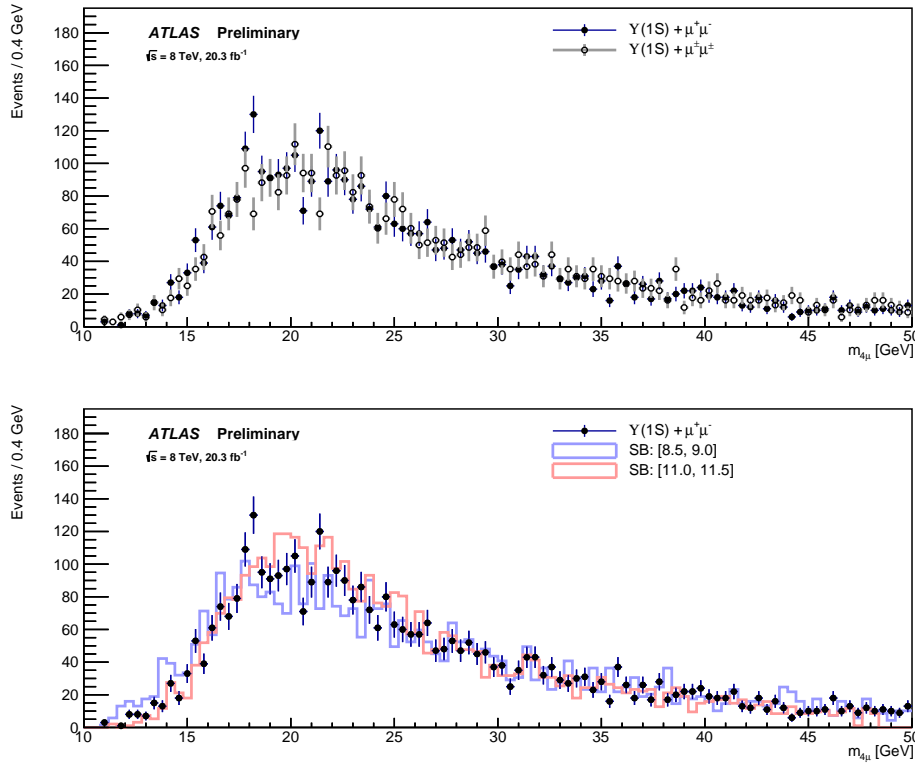 Events / 0.4 GeV
180
160
140
120
100
80
60
40
20
0
ATLAS Preliminary
√s = 8 TeV, 20.3 fb⁻¹
ϒ(1S) + μ⁺μ⁻
ϒ(1S) + μ±μ±
10 15 20 25 30 35 40 45 50
m₄μ [GeV]
Events / 0.4 GeV
180
160
140
120
100
80
60
40
20
0
ATLAS Preliminary
√s = 8 TeV, 20.3 fb⁻¹
ϒ(1S) + μ⁺μ⁻
SB: [8.5, 9.0]
SB: [11.0, 11.5]
10 15 20 25 30 35 40 45 50
m₄μ [GeV]